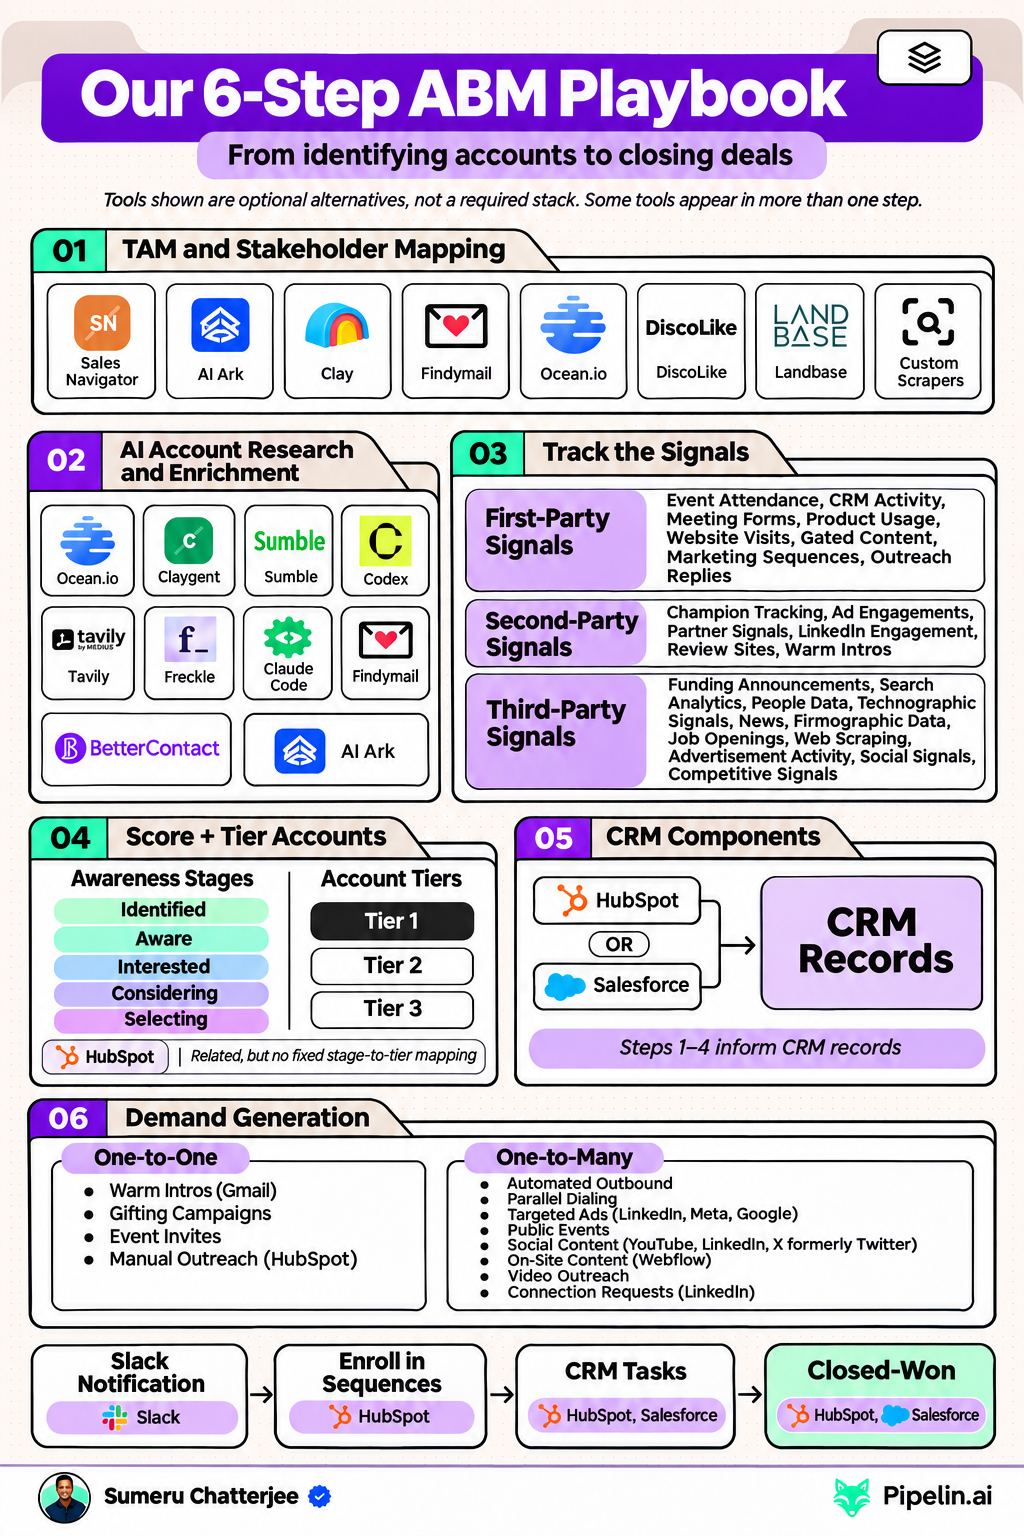 Our 6-Step ABM Playbook
From identifying accounts to closing deals
Tools shown are optional alternatives, not a required stack. Some tools appear in more than one step.
01
TAM and Stakeholder Mapping
SN
Sales
Navigator
AI Ark
Clay
Findymail
Ocean.io
DiscoLike
DiscoLike
LAND
BASE
Landbase
Custom
Scrapers
02
AI Account Research
and Enrichment
Ocean.io
C
Claygent
Sumble
Sumble
C
Codex
tavily
by NEBIUS
Tavily
f_
Freckle
Claude
Code
Findymail
B BetterContact
AI Ark
03
Track the Signals
First-Party
Signals
Event Attendance, CRM Activity,
Meeting Forms, Product Usage,
Website Visits, Gated Content,
Marketing Sequences, Outreach
Replies
Second-Party
Signals
Champion Tracking, Ad Engagements,
Partner Signals, LinkedIn Engagement,
Review Sites, Warm Intros
Third-Party
Signals
Funding Announcements, Search
Analytics, People Data, Technographic
Signals, News, Firmographic Data,
Job Openings, Web Scraping,
Advertisement Activity, Social Signals,
Competitive Signals
04
Score + Tier Accounts
Awareness Stages
Identified
Aware
Interested
Considering
Selecting
Account Tiers
Tier 1
Tier 2
Tier 3
HubSpot | Related, but no fixed stage-to-tier mapping
05
CRM Components
HubSpot
OR
Salesforce
CRM
Records
Steps 1–4 inform CRM records
06
Demand Generation
One-to-One
● Warm Intros (Gmail)
● Gifting Campaigns
● Event Invites
● Manual Outreach (HubSpot)
One-to-Many
● Automated Outbound
● Parallel Dialing
● Targeted Ads (LinkedIn, Meta, Google)
● Public Events
● Social Content (YouTube, LinkedIn, X formerly Twitter)
● On-Site Content (Webflow)
● Video Outreach
● Connection Requests (LinkedIn)
Slack
Notification
Slack
Enroll in
Sequences
HubSpot
CRM Tasks
HubSpot, Salesforce
Closed-Won
HubSpot, Salesforce
Sumeru Chatterjee
Pipelin.ai